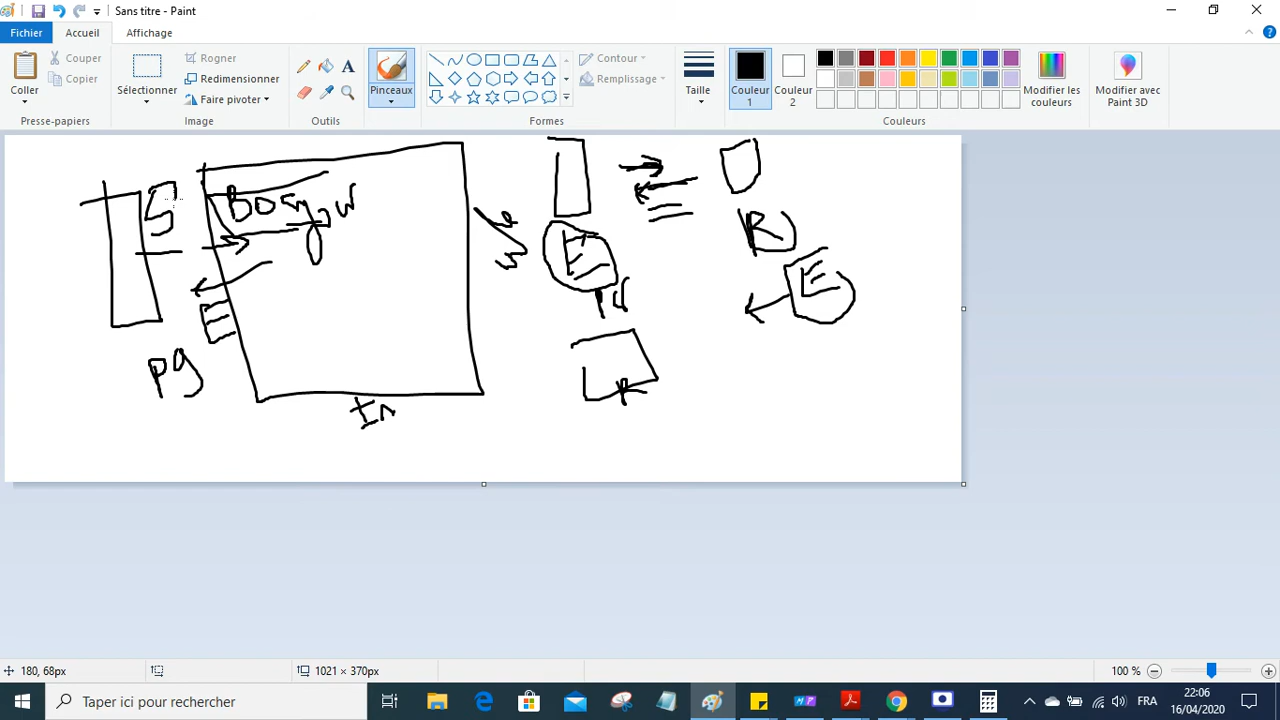 Sans titre - Paint
Fichier Accueil Affichage
Coller
Couper
Copier
Presse-papiers
Sélectionner
Rogner
Redimensionner
Faire pivoter
Image
A
Outils
Pinceaux
Contour
Remplissage
Formes
Taille
Couleur 1
Couleur 2
Modifier les couleurs
Couleurs
Modifier avec Paint 3D
S
E
E
E
pg
180, 68px
1021 × 370px
100 %
Taper ici pour rechercher
HP
FRA
22:06
16/04/2020